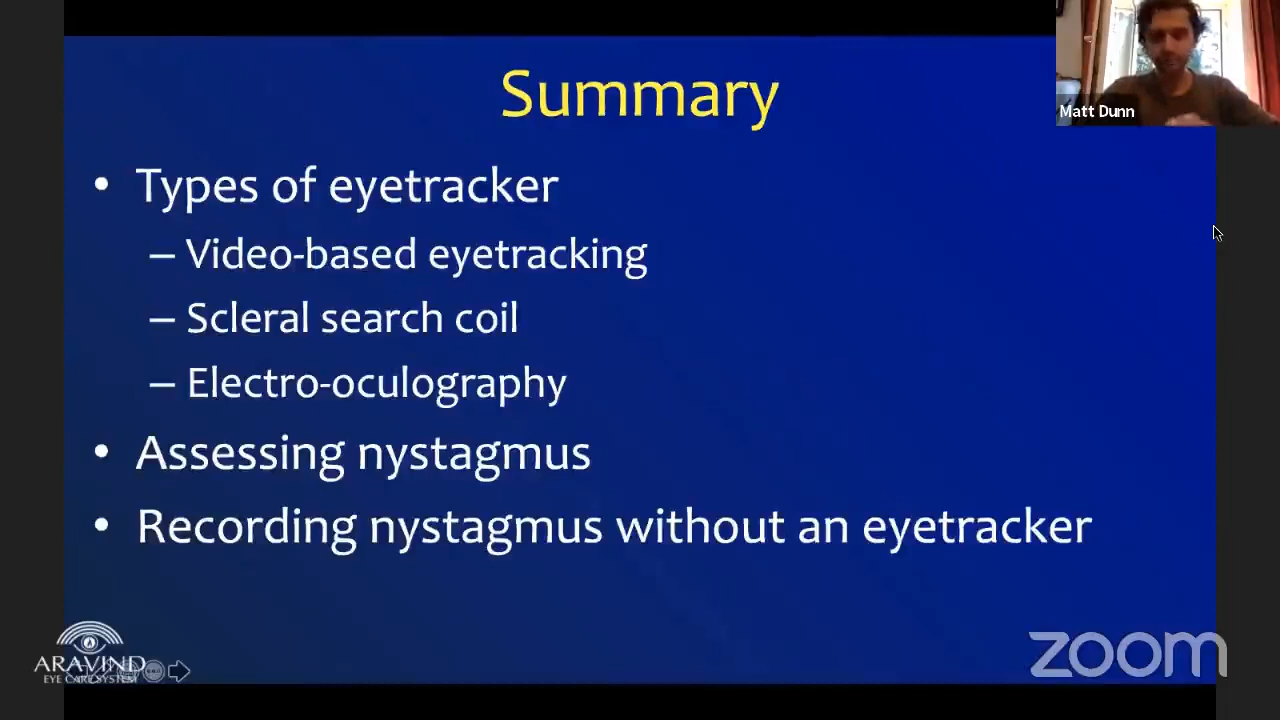 Summary
Matt Dunn
• Types of eyetracker
– Video-based eyetracking
– Scleral search coil
– Electro-oculography
• Assessing nystagmus
• Recording nystagmus without an eyetracker
ARAVIND
EYE CARE SYSTEM
zoom